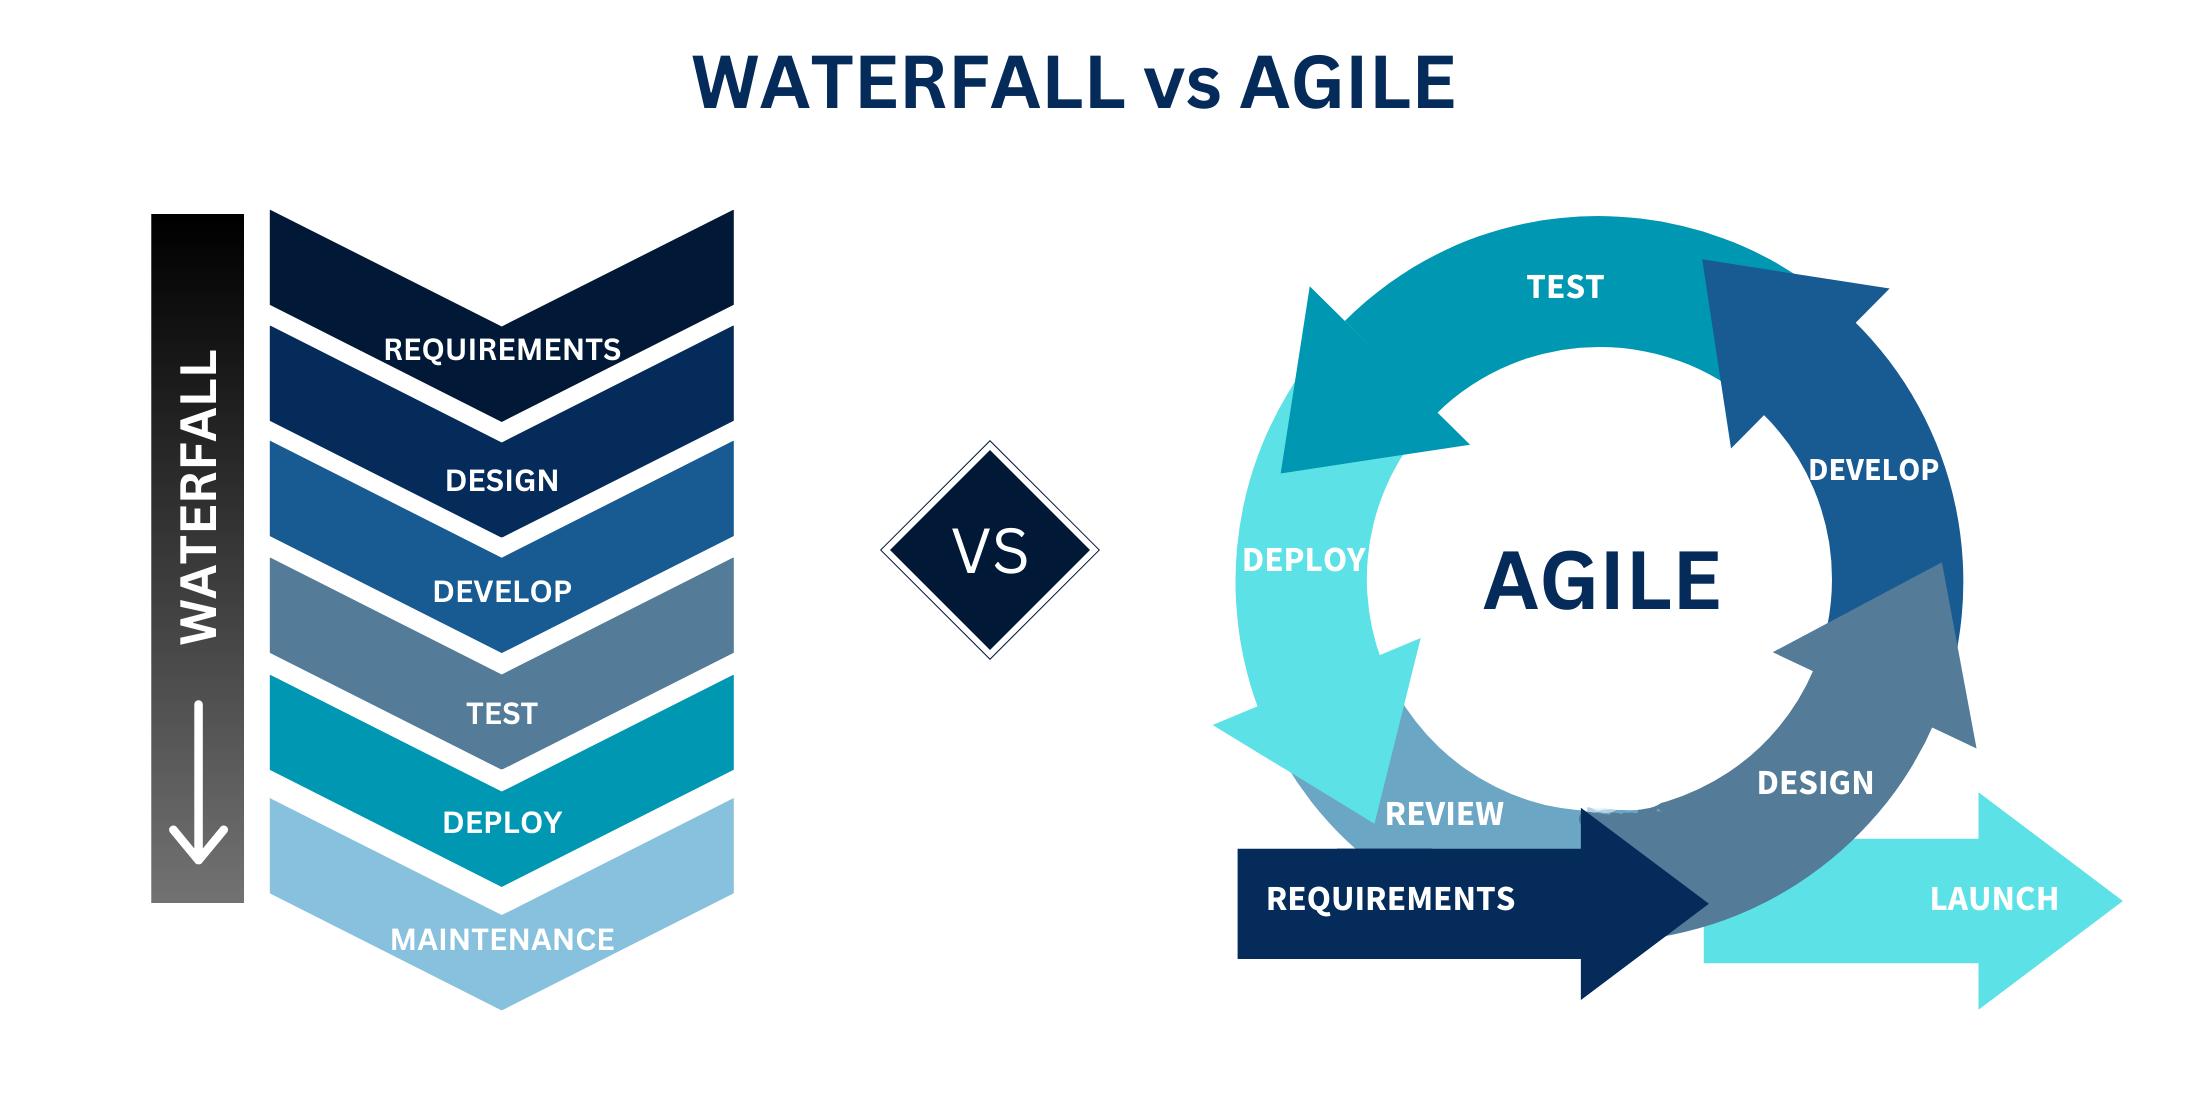 WATERFALL vs AGILE
WATERFALL
REQUIREMENTS
DESIGN
DEVELOP
TEST
DEPLOY
MAINTENANCE
VS
AGILE
REQUIREMENTS
DESIGN
DEVELOP
TEST
DEPLOY
REVIEW
LAUNCH